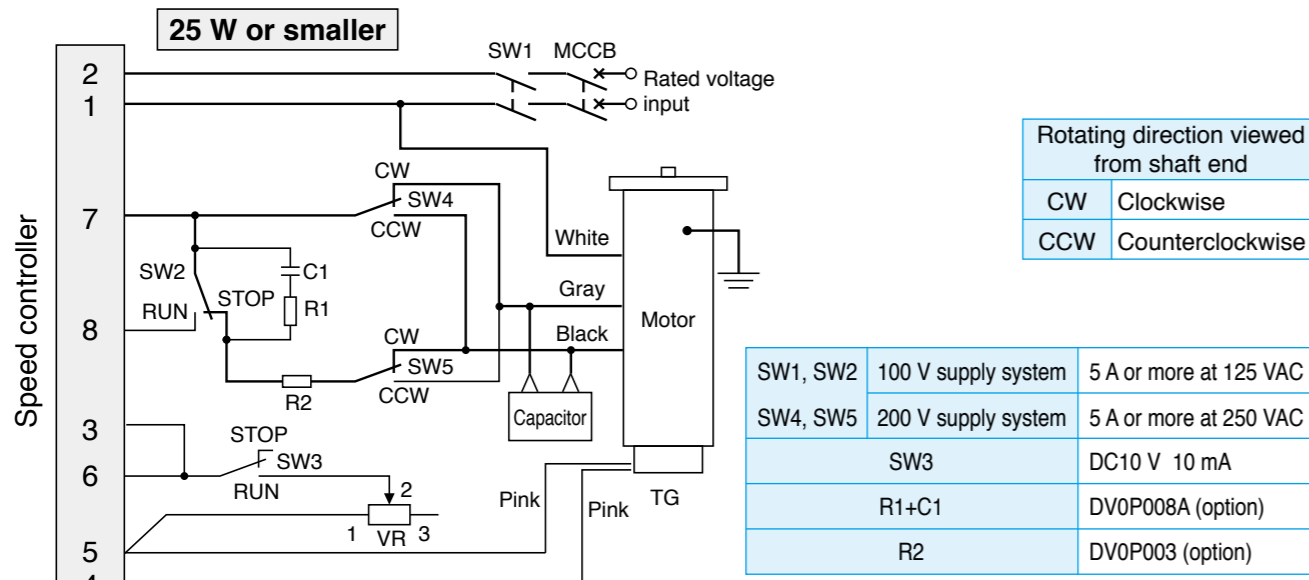 25 W or smaller
SW1 MCCB
2
Rated voltage
1
input
Rotating direction viewed
from shaft end
CW Clockwise
CCW Counterclockwise
CW
SW4
7
CCW
White
SW2
C1
STOP
R1
RUN
Gray
8
Motor
Black
CW
SW5
CCW
R2
Capacitor
Speed controller
SW1, SW2 100 V supply system 5 A or more at 125 VAC
SW4, SW5 200 V supply system 5 A or more at 250 VAC
SW3 DC10 V 10 mA
R1+C1 DV0P008A (option)
R2 DV0P003 (option)
3
STOP
SW3
6
RUN
2
1 VR 3
Pink
Pink
TG
5